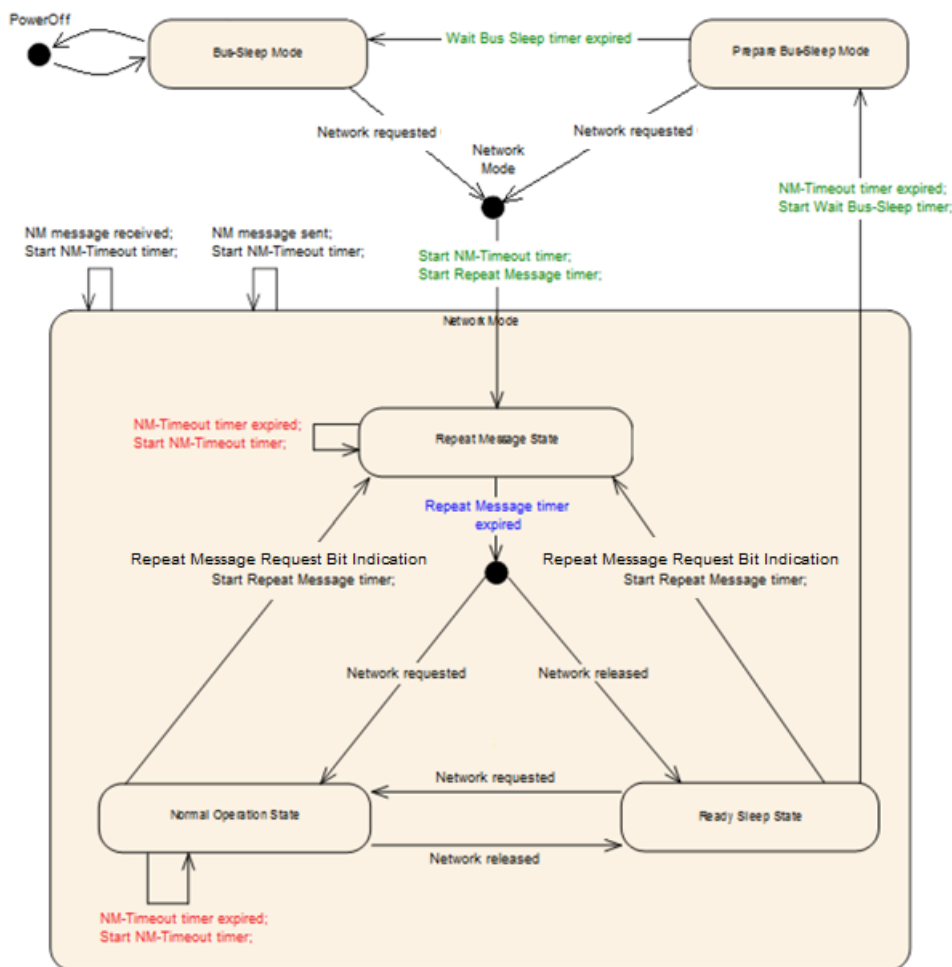 PowerOff
Bus-Sleep Mode
Wait Bus Sleep timer expired
Prepare Bus-Sleep Mode
Network requested
Network requested
Network
Mode
NM-Timeout timer expired;
Start Wait Bus-Sleep timer;
NM message received;
Start NM-Timeout timer;
NM message sent;
Start NM-Timeout timer;
Start NM-Timeout timer;
Start Repeat Message timer;
Network Mode
NM-Timeout timer expired;
Start NM-Timeout timer;
Repeat Message State
Repeat Message timer
expired
Repeat Message Request Bit Indication
Start Repeat Message timer;
Repeat Message Request Bit Indication
Start Repeat Message timer;
Network requested
Network released
Network requested
Normal Operation State
Ready Sleep State
Network released
NM-Timeout timer expired;
Start NM-Timeout timer;